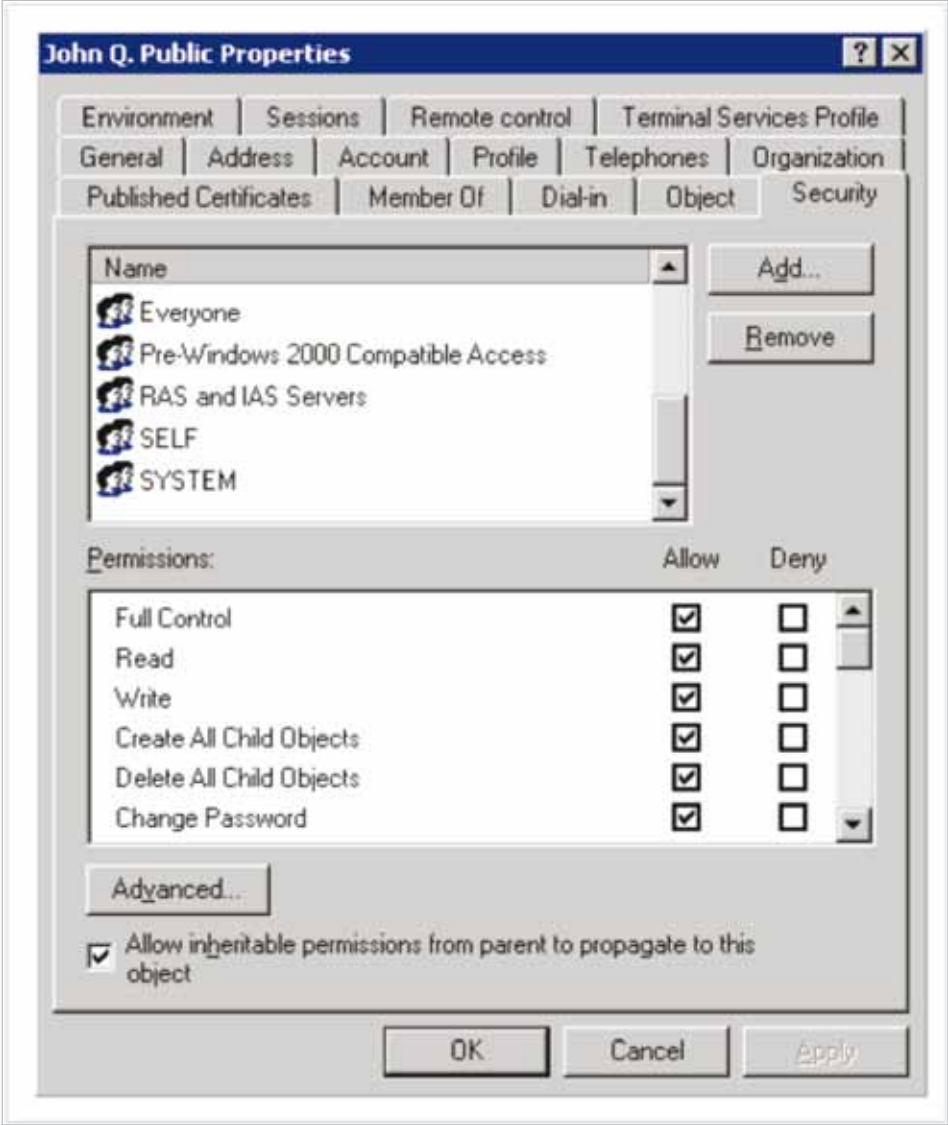 John Q. Public Properties ? X
Environment Sessions Remote control Terminal Services Profile
General Address Account Profile Telephones Organization
Published Certificates Member Of Dial-in Object Security
Name
Add...
Everyone
Remove
Pre-Windows 2000 Compatible Access
RAS and IAS Servers
SELF
SYSTEM
Permissions: Allow Deny
Full Control
Read
Write
Create All Child Objects
Delete All Child Objects
Change Password
Advanced...
Allow inheritable permissions from parent to propagate to this
object
OK Cancel Apply